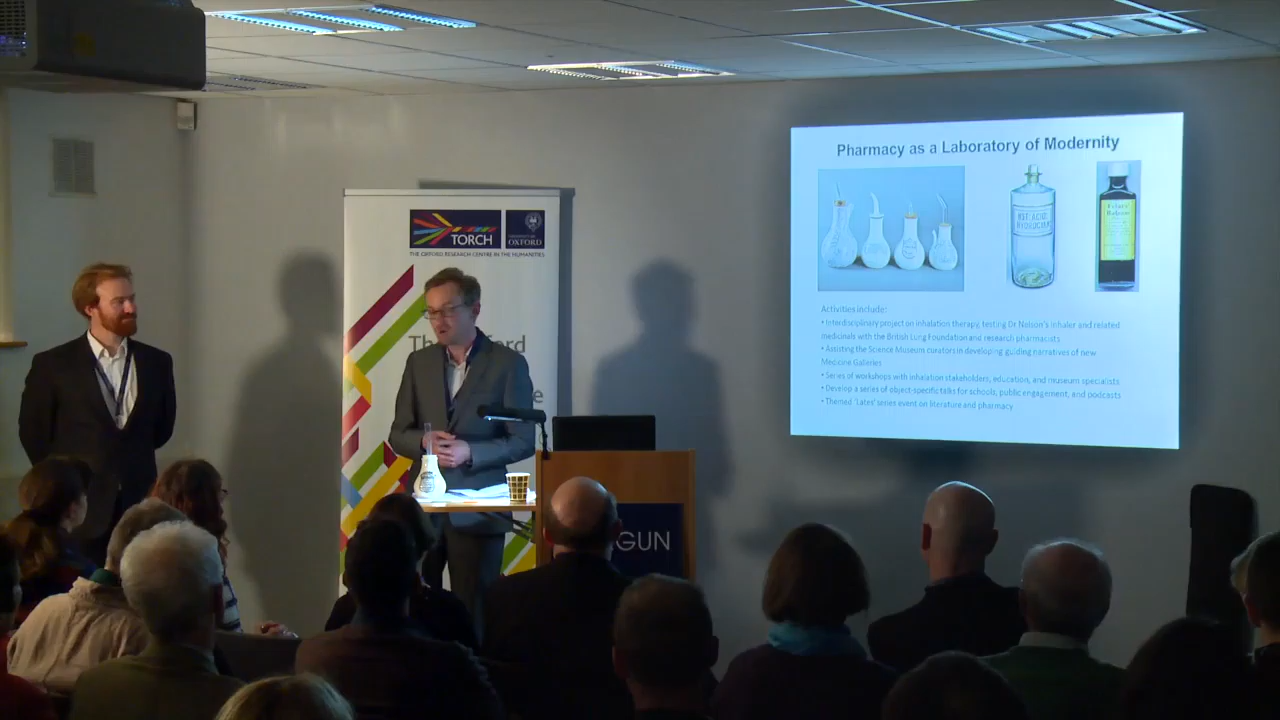 TORCH
UNIVERSITY OF
OXFORD
THE OXFORD RESEARCH CENTRE IN THE HUMANITIES
GUN
Pharmacy as a Laboratory of Modernity
Activities include:
• Interdisciplinary project on inhalation therapy, testing Dr Nelson's Inhaler and related
medicinals with the British Lung Foundation and research pharmacists
• Assisting the Science Museum curators in developing guiding narratives of new
Medicine Galleries
• Series of workshops with inhalation stakeholders, education, and museum specialists
• Develop a series of object-specific talks for schools, public engagement, and podcasts
• Themed 'Lates' series event on literature and pharmacy